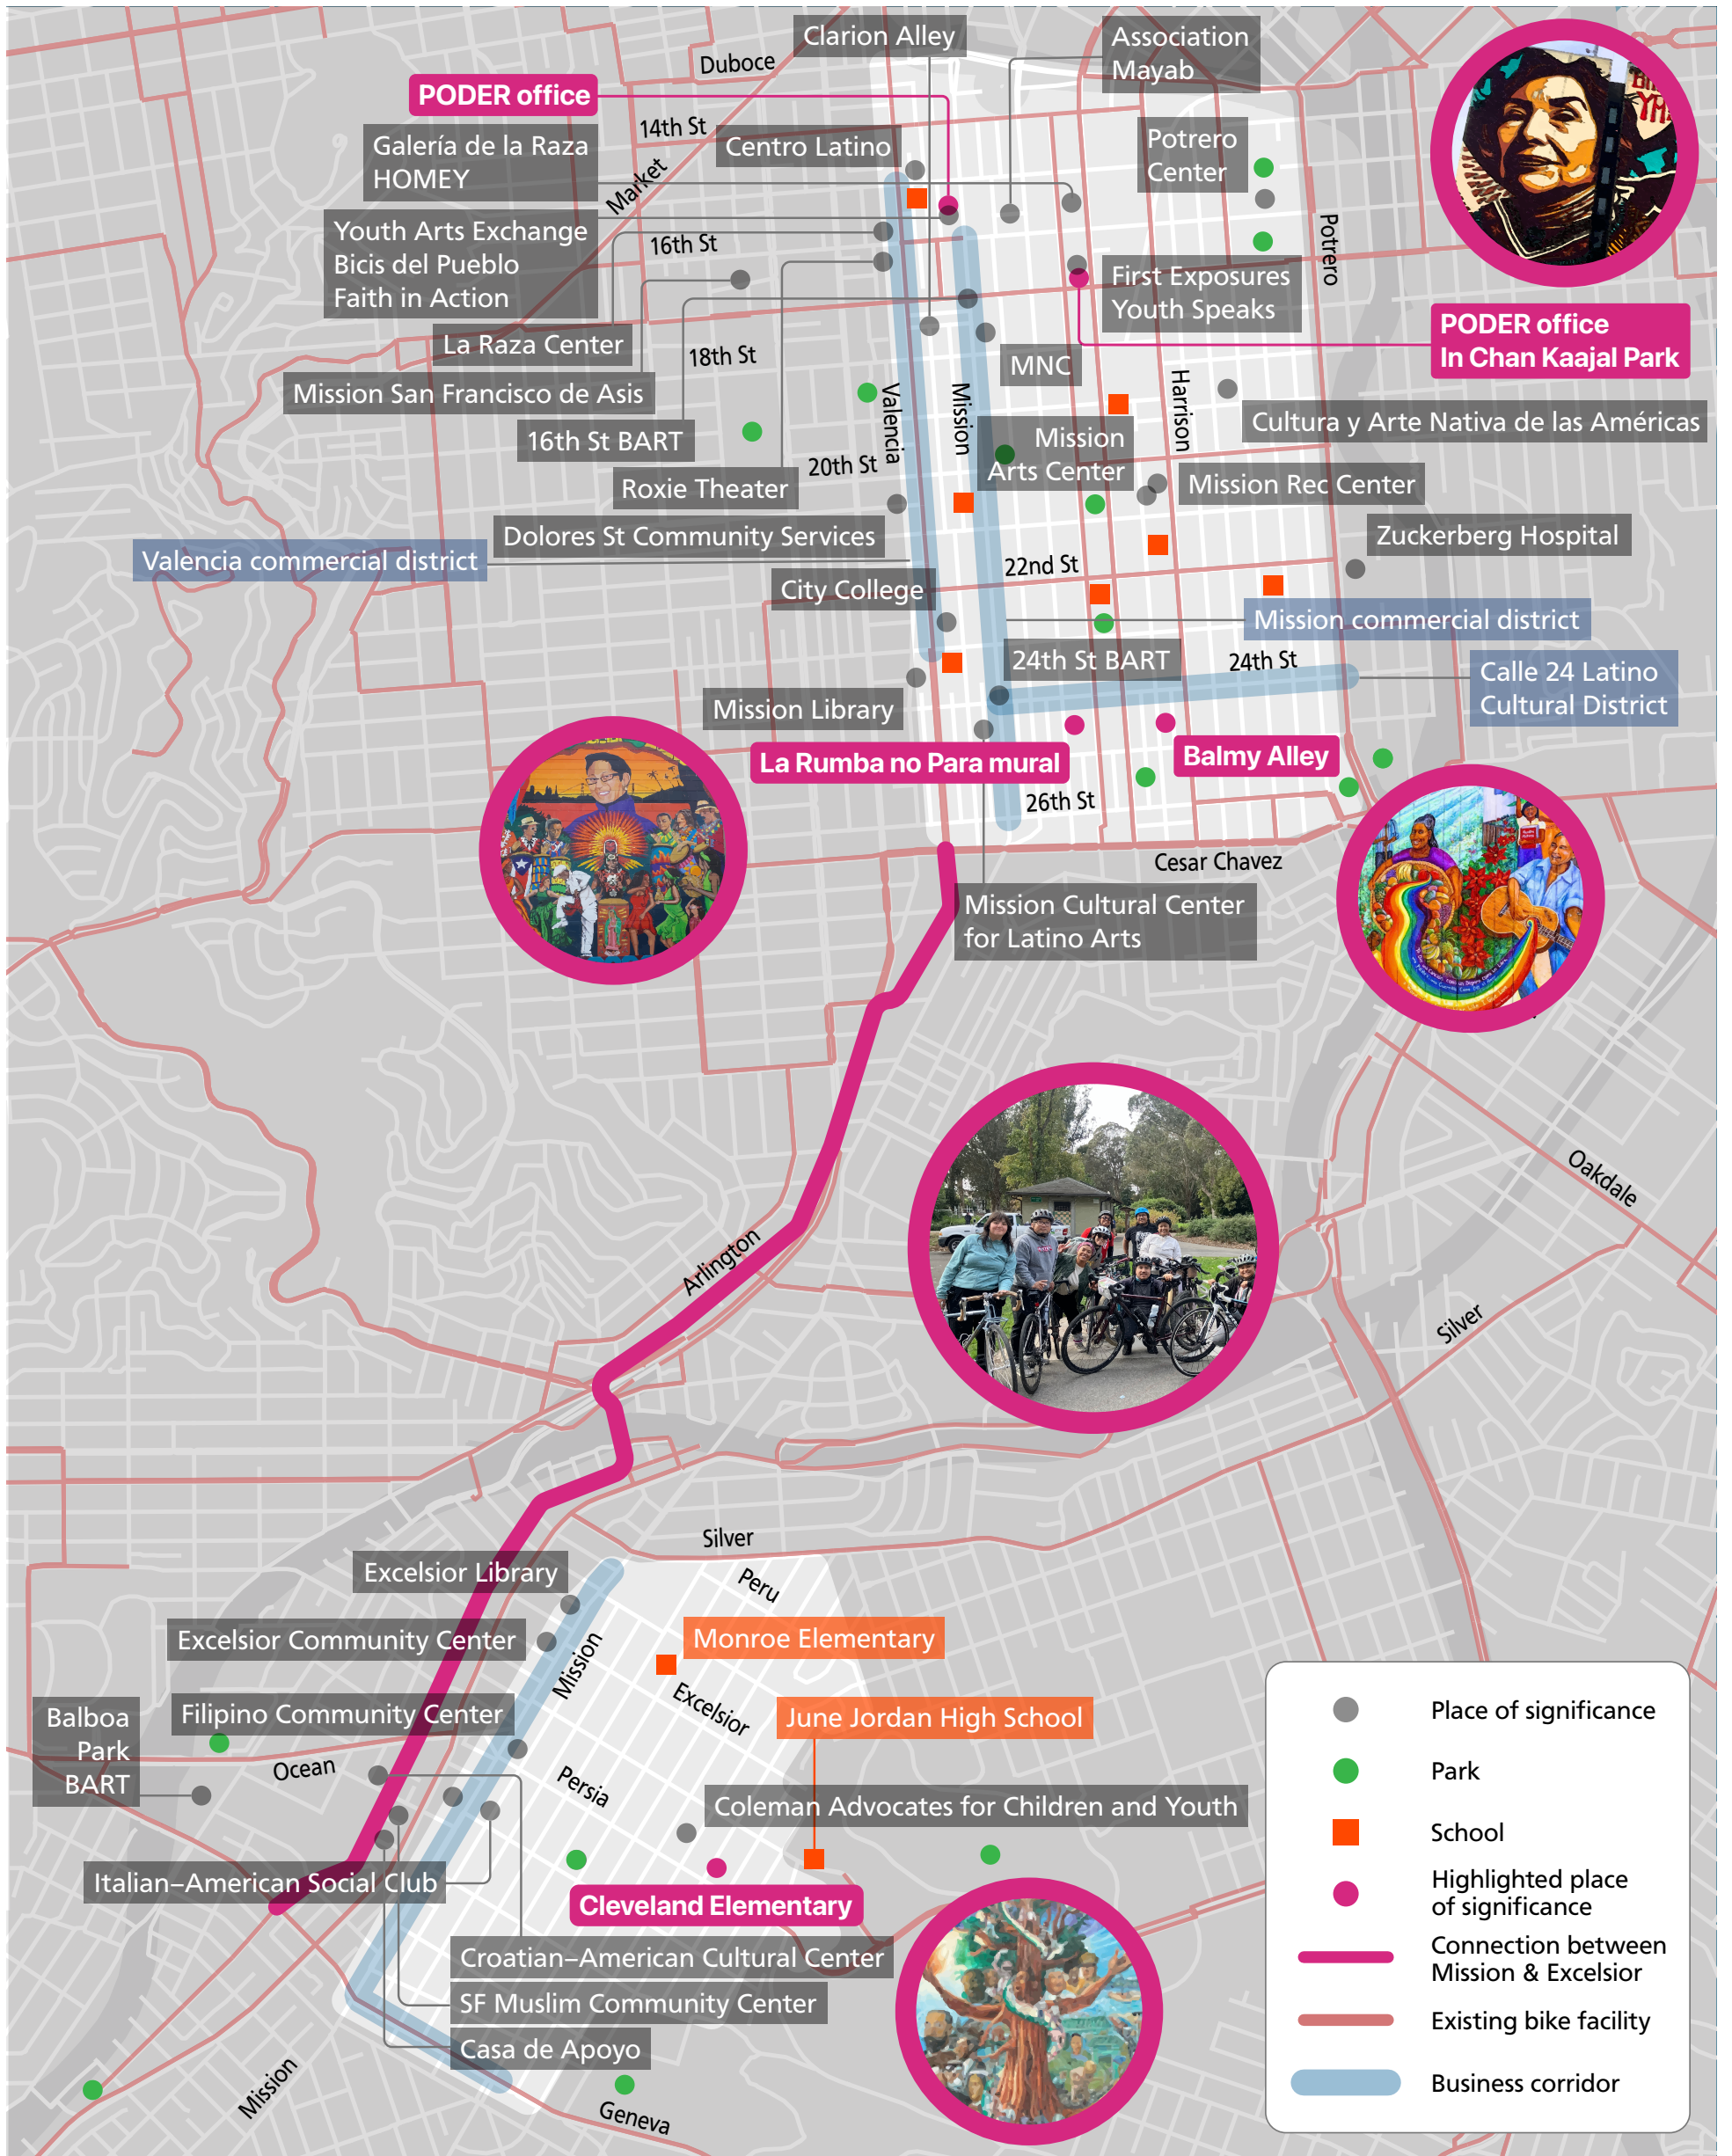 Clarion Alley
Association
Mayab
Duboce
PODER office
14th St
Centro Latino
Potrero
Center
Galería de la Raza
HOMEY
Market
Youth Arts Exchange
Bicis del Pueblo
Faith in Action
16th St
Potrero
First Exposures
Youth Speaks
PODER office
In Chan Kaajal Park
La Raza Center
18th St
MNC
Mission San Francisco de Asis
Valencia
Mission
Harrison
Cultura y Arte Nativa de las Américas
16th St BART
Mission
Arts Center
20th St
Roxie Theater
Mission Rec Center
Dolores St Community Services
Zuckerberg Hospital
Valencia commercial district
22nd St
City College
Mission commercial district
24th St BART
24th St
Calle 24 Latino
Cultural District
Mission Library
La Rumba no Para mural
Balmy Alley
26th St
Cesar Chavez
Mission Cultural Center
for Latino Arts
Oakdale
Arlington
Silver
Silver
Excelsior Library
Peru
Excelsior Community Center
Mission
Monroe Elementary
Excelsior
Balboa
Park
BART
Filipino Community Center
June Jordan High School
Ocean
Persia
Coleman Advocates for Children and Youth
Italian–American Social Club
Cleveland Elementary
Croatian–American Cultural Center
SF Muslim Community Center
Casa de Apoyo
Mission
Geneva
Place of significance
Park
School
Highlighted place
of significance
Connection between
Mission & Excelsior
Existing bike facility
Business corridor